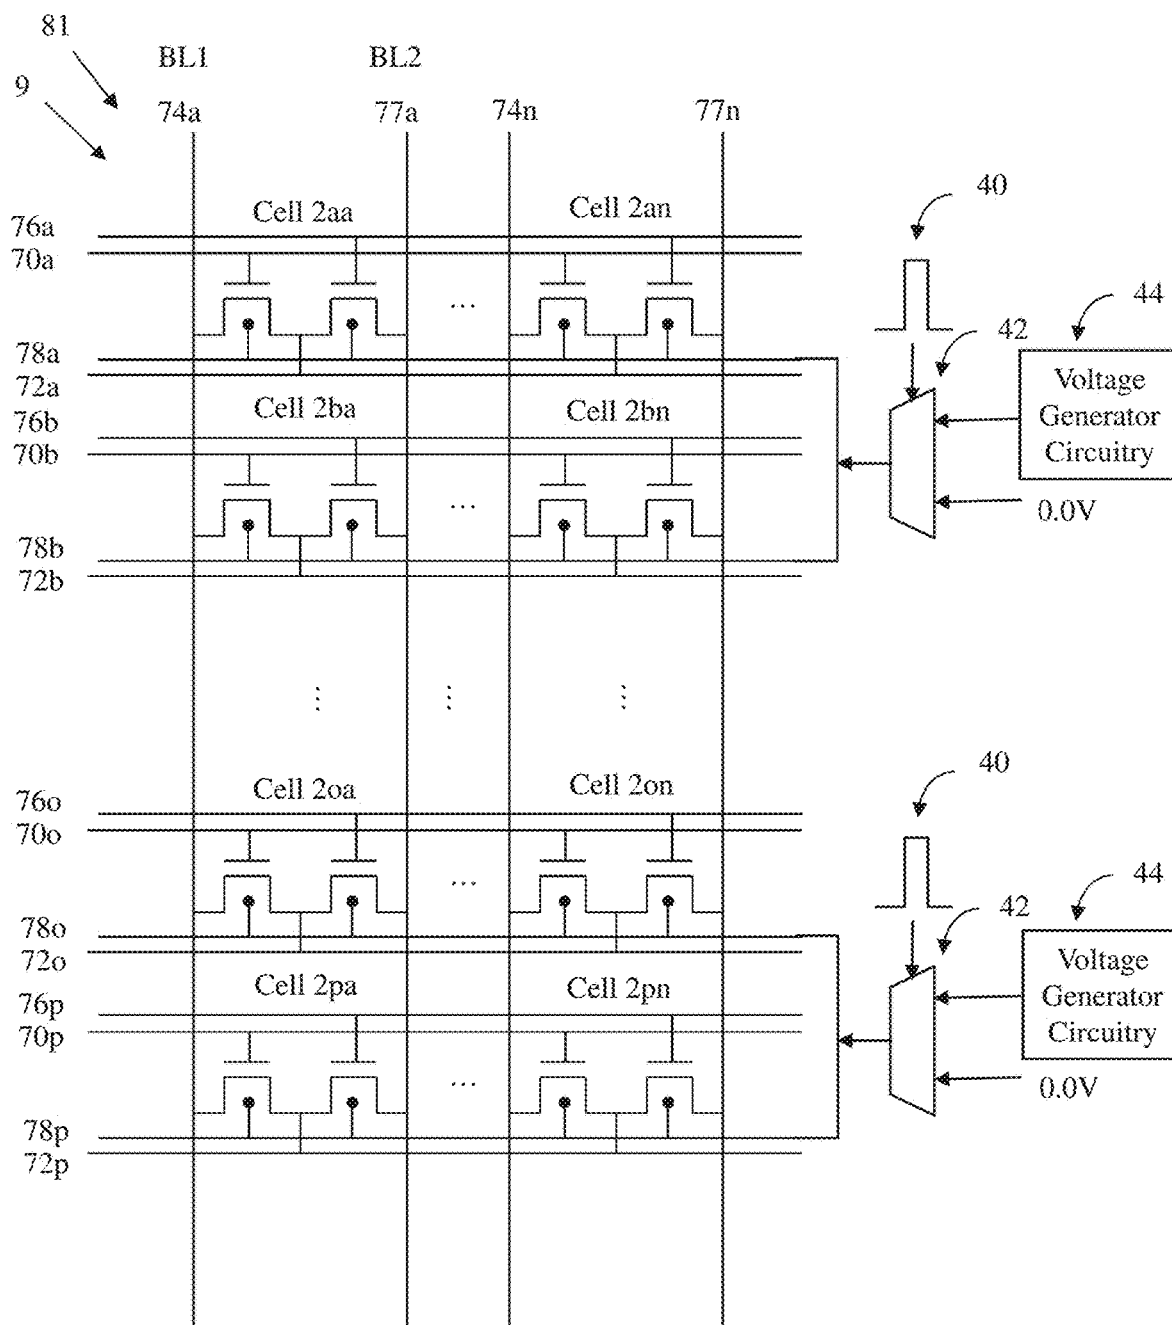 81
BL1 BL2
9
74a 77a 74n 77n
40
Cell 2aa Cell 2an
76a
70a
44
42
78a
72a
Voltage
Generator
Circuitry
Cell 2ba Cell 2bn
76b
70b
...
0.0V
78b
72b
40
Cell 2oa Cell 2on
76o
70o
44
42
78o
72o
Voltage
Generator
Circuitry
Cell 2pa Cell 2pn
76p
70p
0.0V
78p
72p